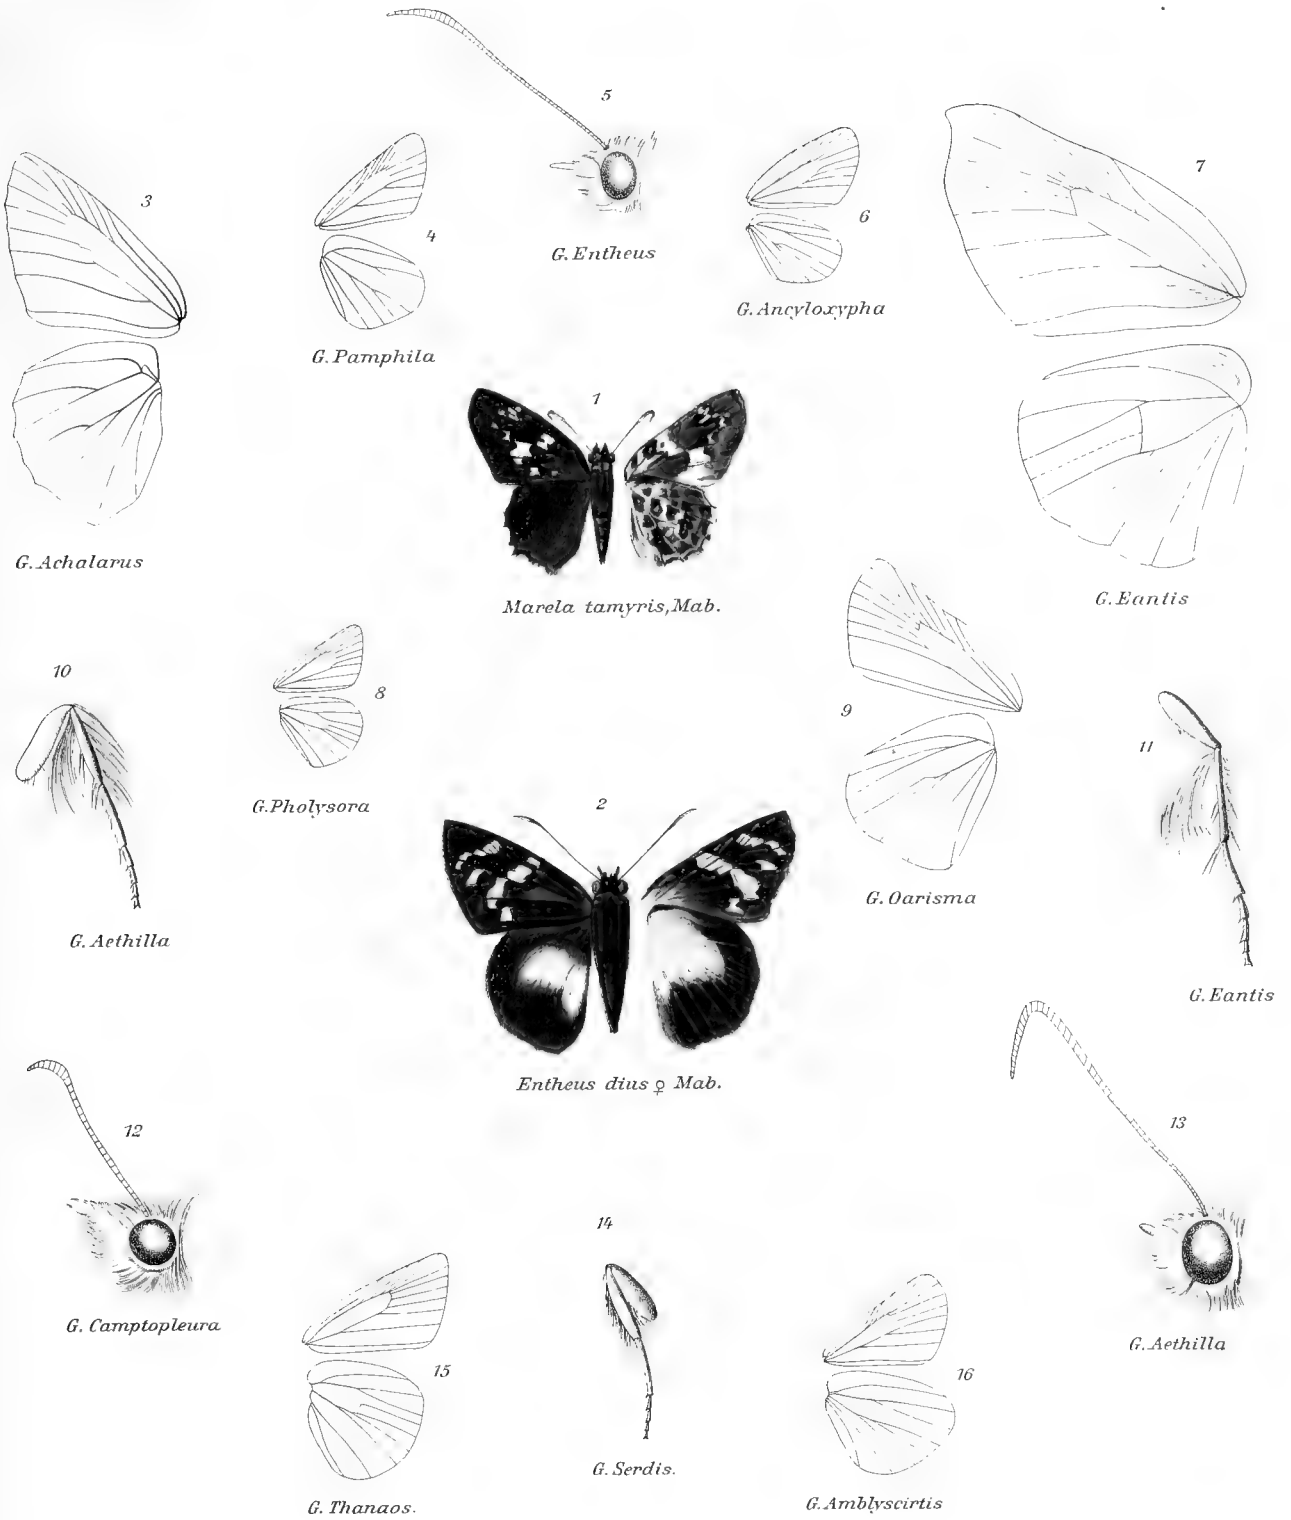 5
7
3
4
6
G. Entheus
G. Ancyloxypha
G. Pamphila
1
G. Achalarus
G. Eantis
Marela tamyris, Mab.
10
8
9
11
2
G. Pholysora
G. Oarisma
G. Aethilla
G. Eantis
Entheus dius ♀ Mab.
12
13
14
G. Camptopleura
G. Aethilla
15
16
G. Serdis.
G. Thanaos.
G. Amblyscirtis